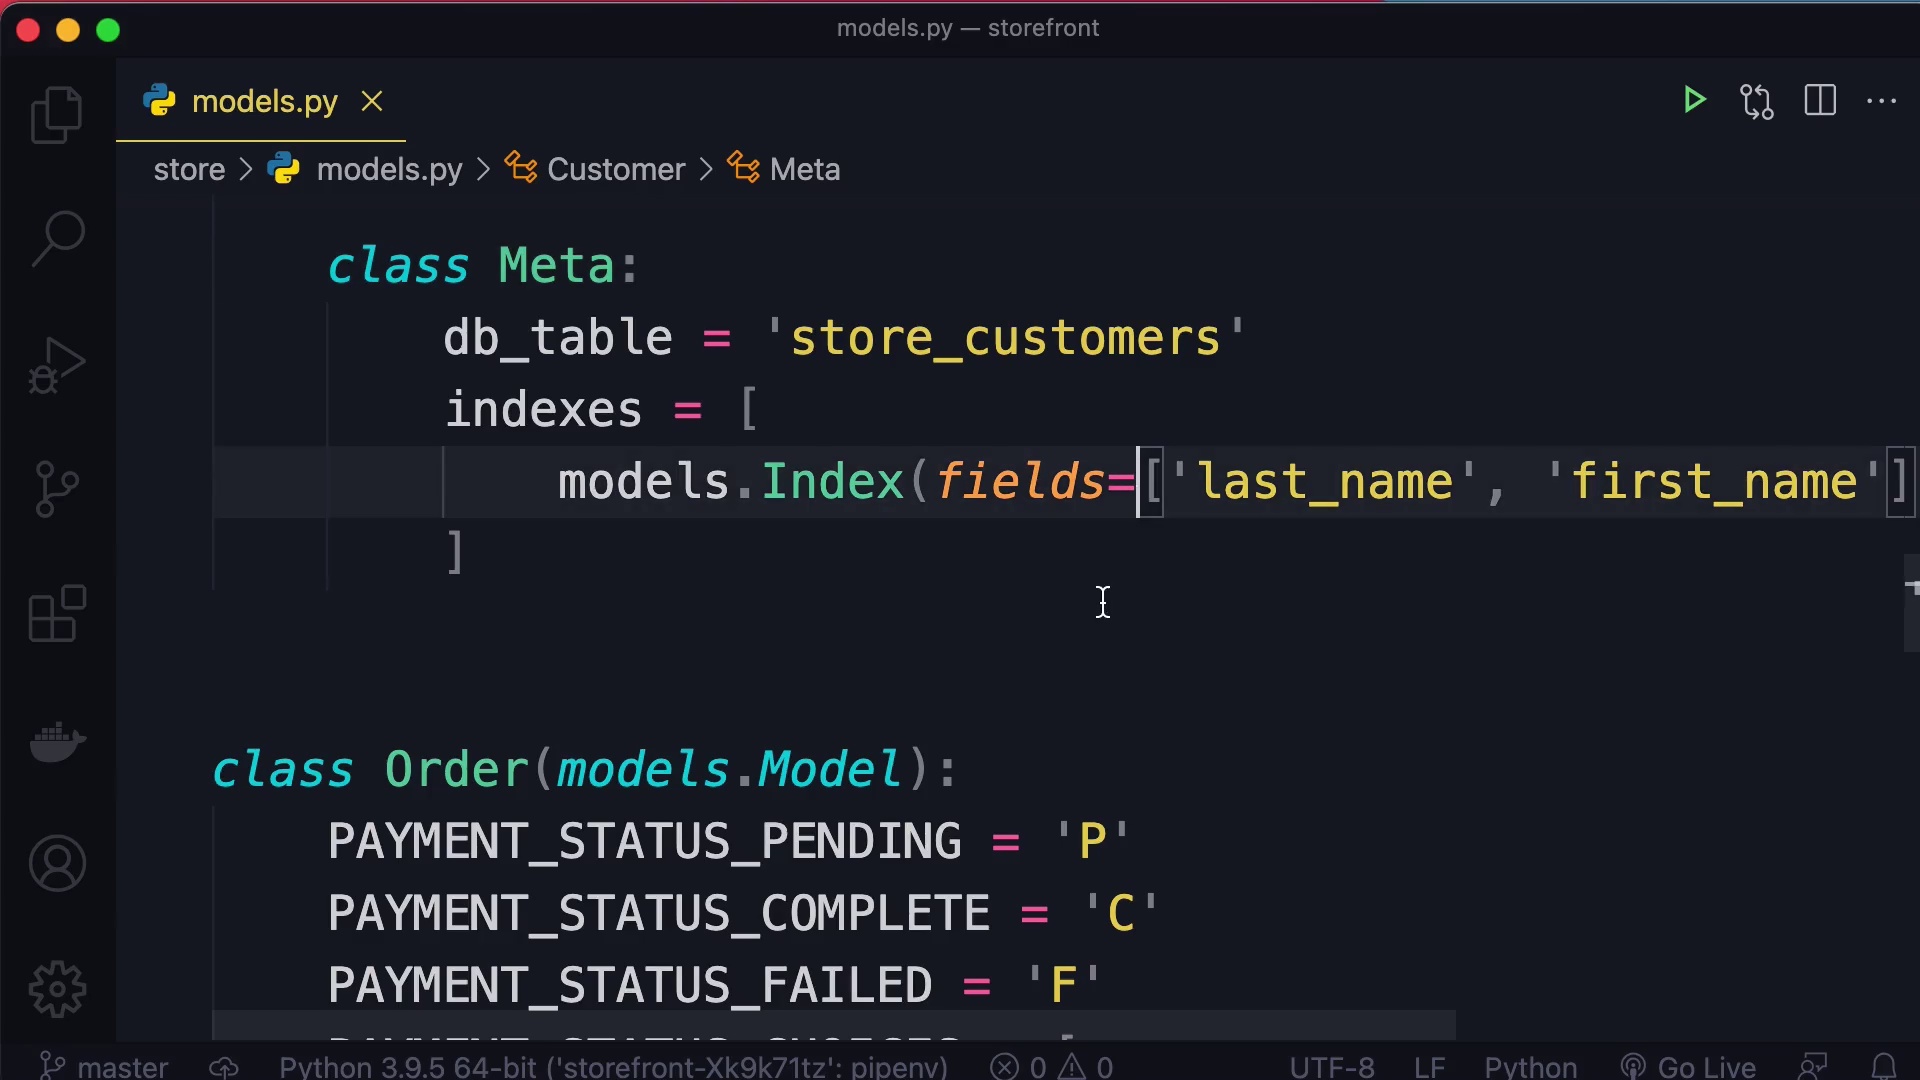 models.py — storefront
models.py
store > models.py > Customer > Meta
class Meta:
db_table = 'store_customers'
indexes = [
models.Index(fields=['last_name', 'first_name']
]
class Order(models.Model):
PAYMENT_STATUS_PENDING = 'P'
PAYMENT_STATUS_COMPLETE = 'C'
PAYMENT_STATUS_FAILED = 'F'
master Python 3.9.5 64-bit ('storefront-Xk9k71tz': pipenv) 0 0 UTF-8 LF Python Go Live